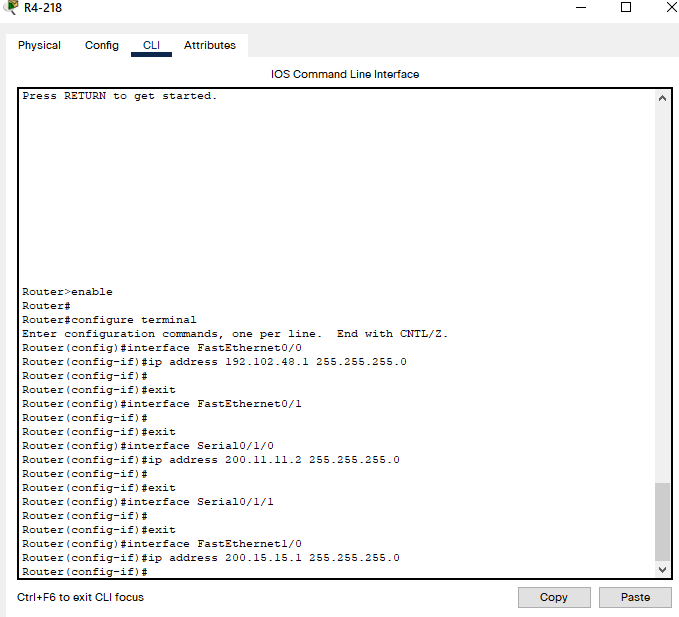 R4-218
Physical Config CLI Attributes
IOS Command Line Interface
Press RETURN to get started.
Router>enable
Router#
Router#configure terminal
Enter configuration commands, one per line.  End with CNTL/Z.
Router(config)#interface FastEthernet0/0
Router(config-if)#ip address 192.102.48.1 255.255.255.0
Router(config-if)#
Router(config-if)#exit
Router(config)#interface FastEthernet0/1
Router(config-if)#
Router(config-if)#exit
Router(config)#interface Serial0/1/0
Router(config-if)#ip address 200.11.11.2 255.255.255.0
Router(config-if)#
Router(config-if)#exit
Router(config)#interface Serial0/1/1
Router(config-if)#
Router(config-if)#exit
Router(config)#interface FastEthernet1/0
Router(config-if)#ip address 200.15.15.1 255.255.255.0
Router(config-if)#
Ctrl+F6 to exit CLI focus
Copy Paste